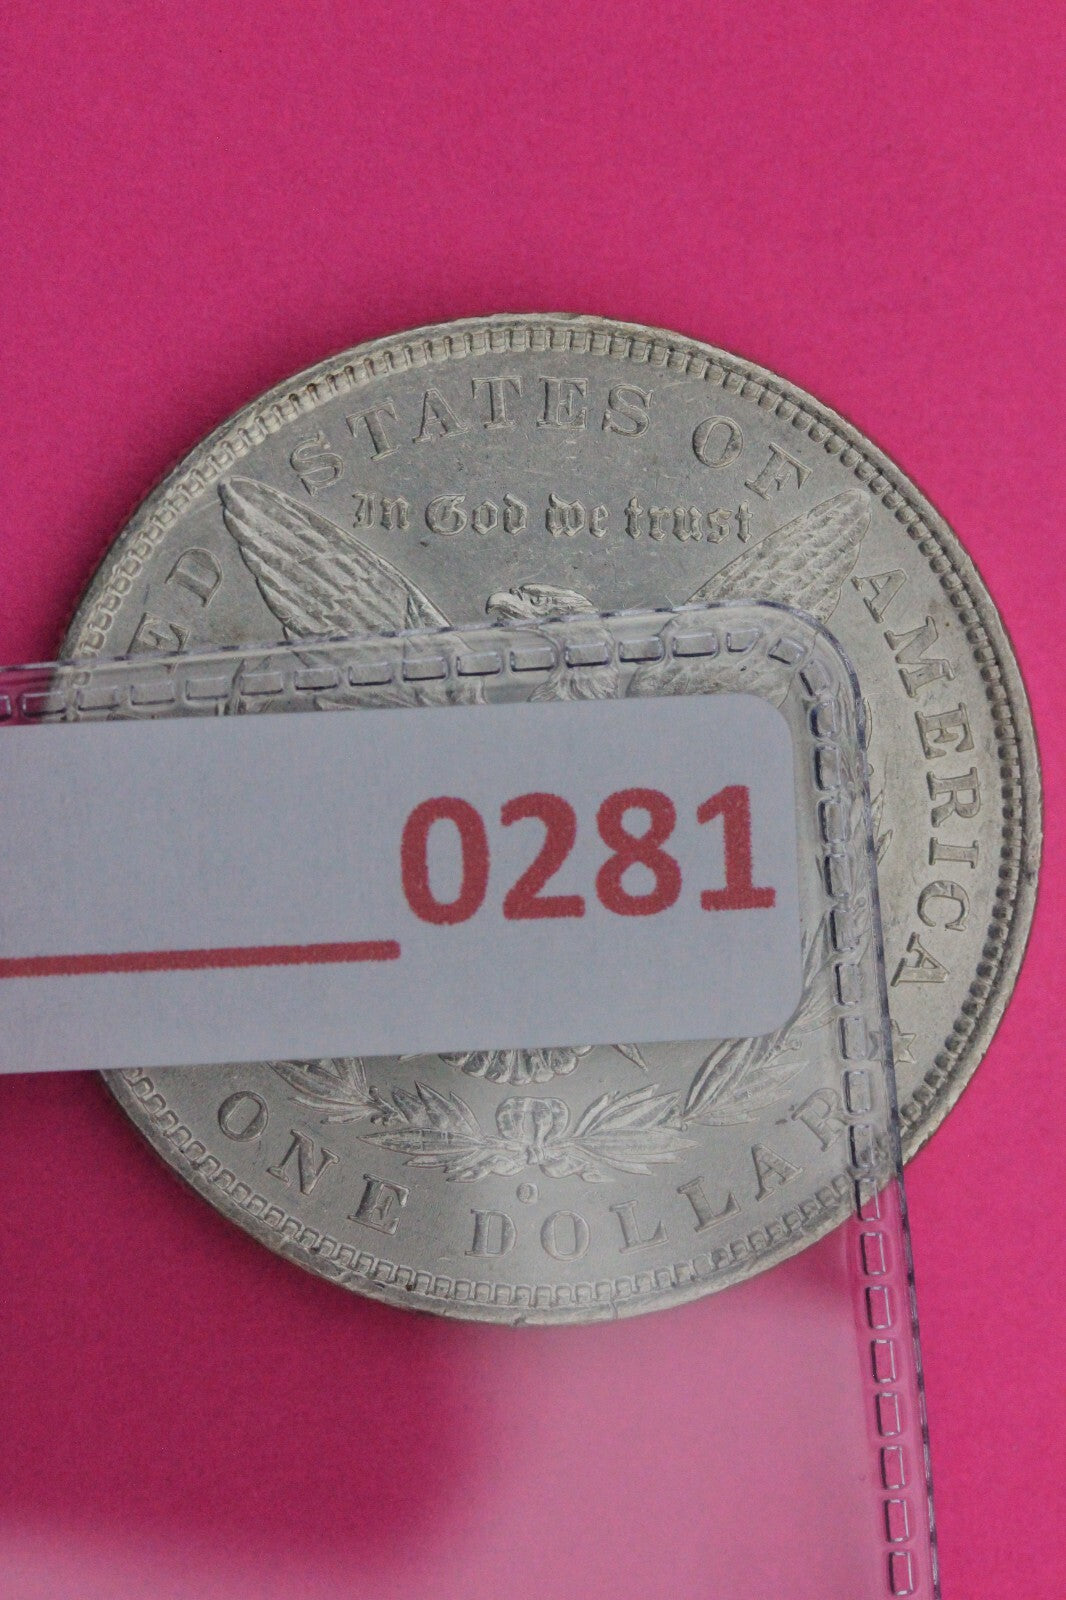 STATES OF AMERICA
In God we trust
0281
O
ONE DOLLAR